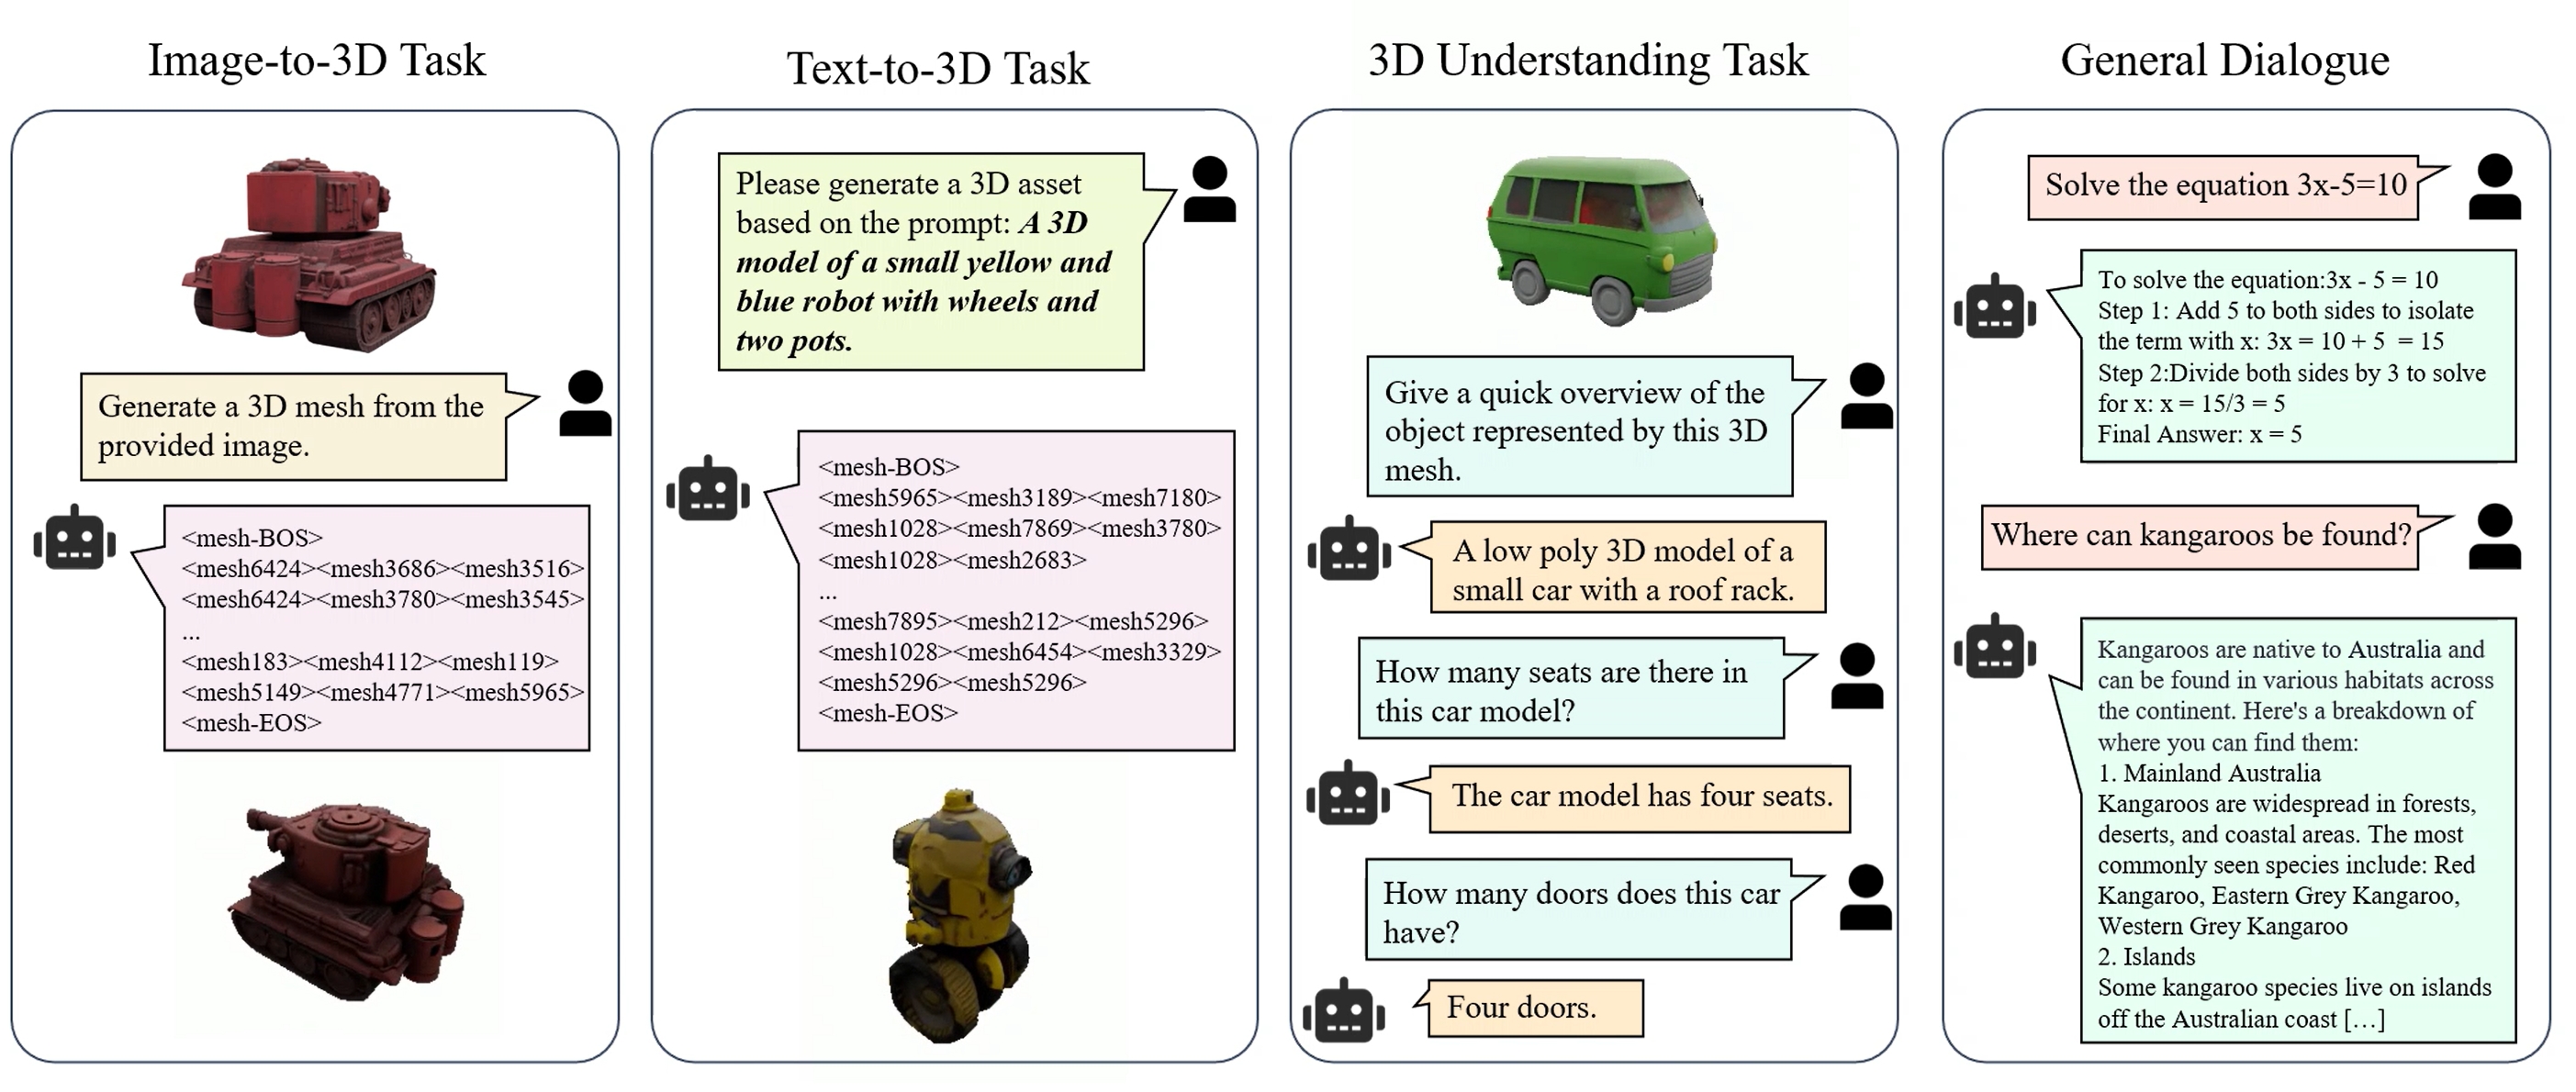 Image-to-3D Task
Generate a 3D mesh from the
provided image.
<mesh-BOS>
<mesh6424><mesh3686><mesh3516>
<mesh6424><mesh3780><mesh3545>
...
<mesh183><mesh4112><mesh119>
<mesh5149><mesh4771><mesh5965>
<mesh-EOS>
Text-to-3D Task
Please generate a 3D asset
based on the prompt: A 3D
model of a small yellow and
blue robot with wheels and
two pots.
<mesh-BOS>
<mesh5965><mesh3189><mesh7180>
<mesh1028><mesh7869><mesh3780>
<mesh1028><mesh2683>
...
<mesh7895><mesh212><mesh5296>
<mesh1028><mesh6454><mesh3329>
<mesh5296><mesh5296>
<mesh-EOS>
3D Understanding Task
Give a quick overview of the
object represented by this 3D
mesh.
A low poly 3D model of a
small car with a roof rack.
How many seats are there in
this car model?
The car model has four seats.
How many doors does this car
have?
Four doors.
General Dialogue
Solve the equation 3x-5=10
To solve the equation:3x - 5 = 10
Step 1: Add 5 to both sides to isolate
the term with x: 3x = 10 + 5  = 15
Step 2:Divide both sides by 3 to solve
for x: x = 15/3 = 5
Final Answer: x = 5
Where can kangaroos be found?
Kangaroos are native to Australia and
can be found in various habitats across
the continent. Here's a breakdown of
where you can find them:
1. Mainland Australia
Kangaroos are widespread in forests,
deserts, and coastal areas. The most
commonly seen species include: Red
Kangaroo, Eastern Grey Kangaroo,
Western Grey Kangaroo
2. Islands
Some kangaroo species live on islands
off the Australian coast […]